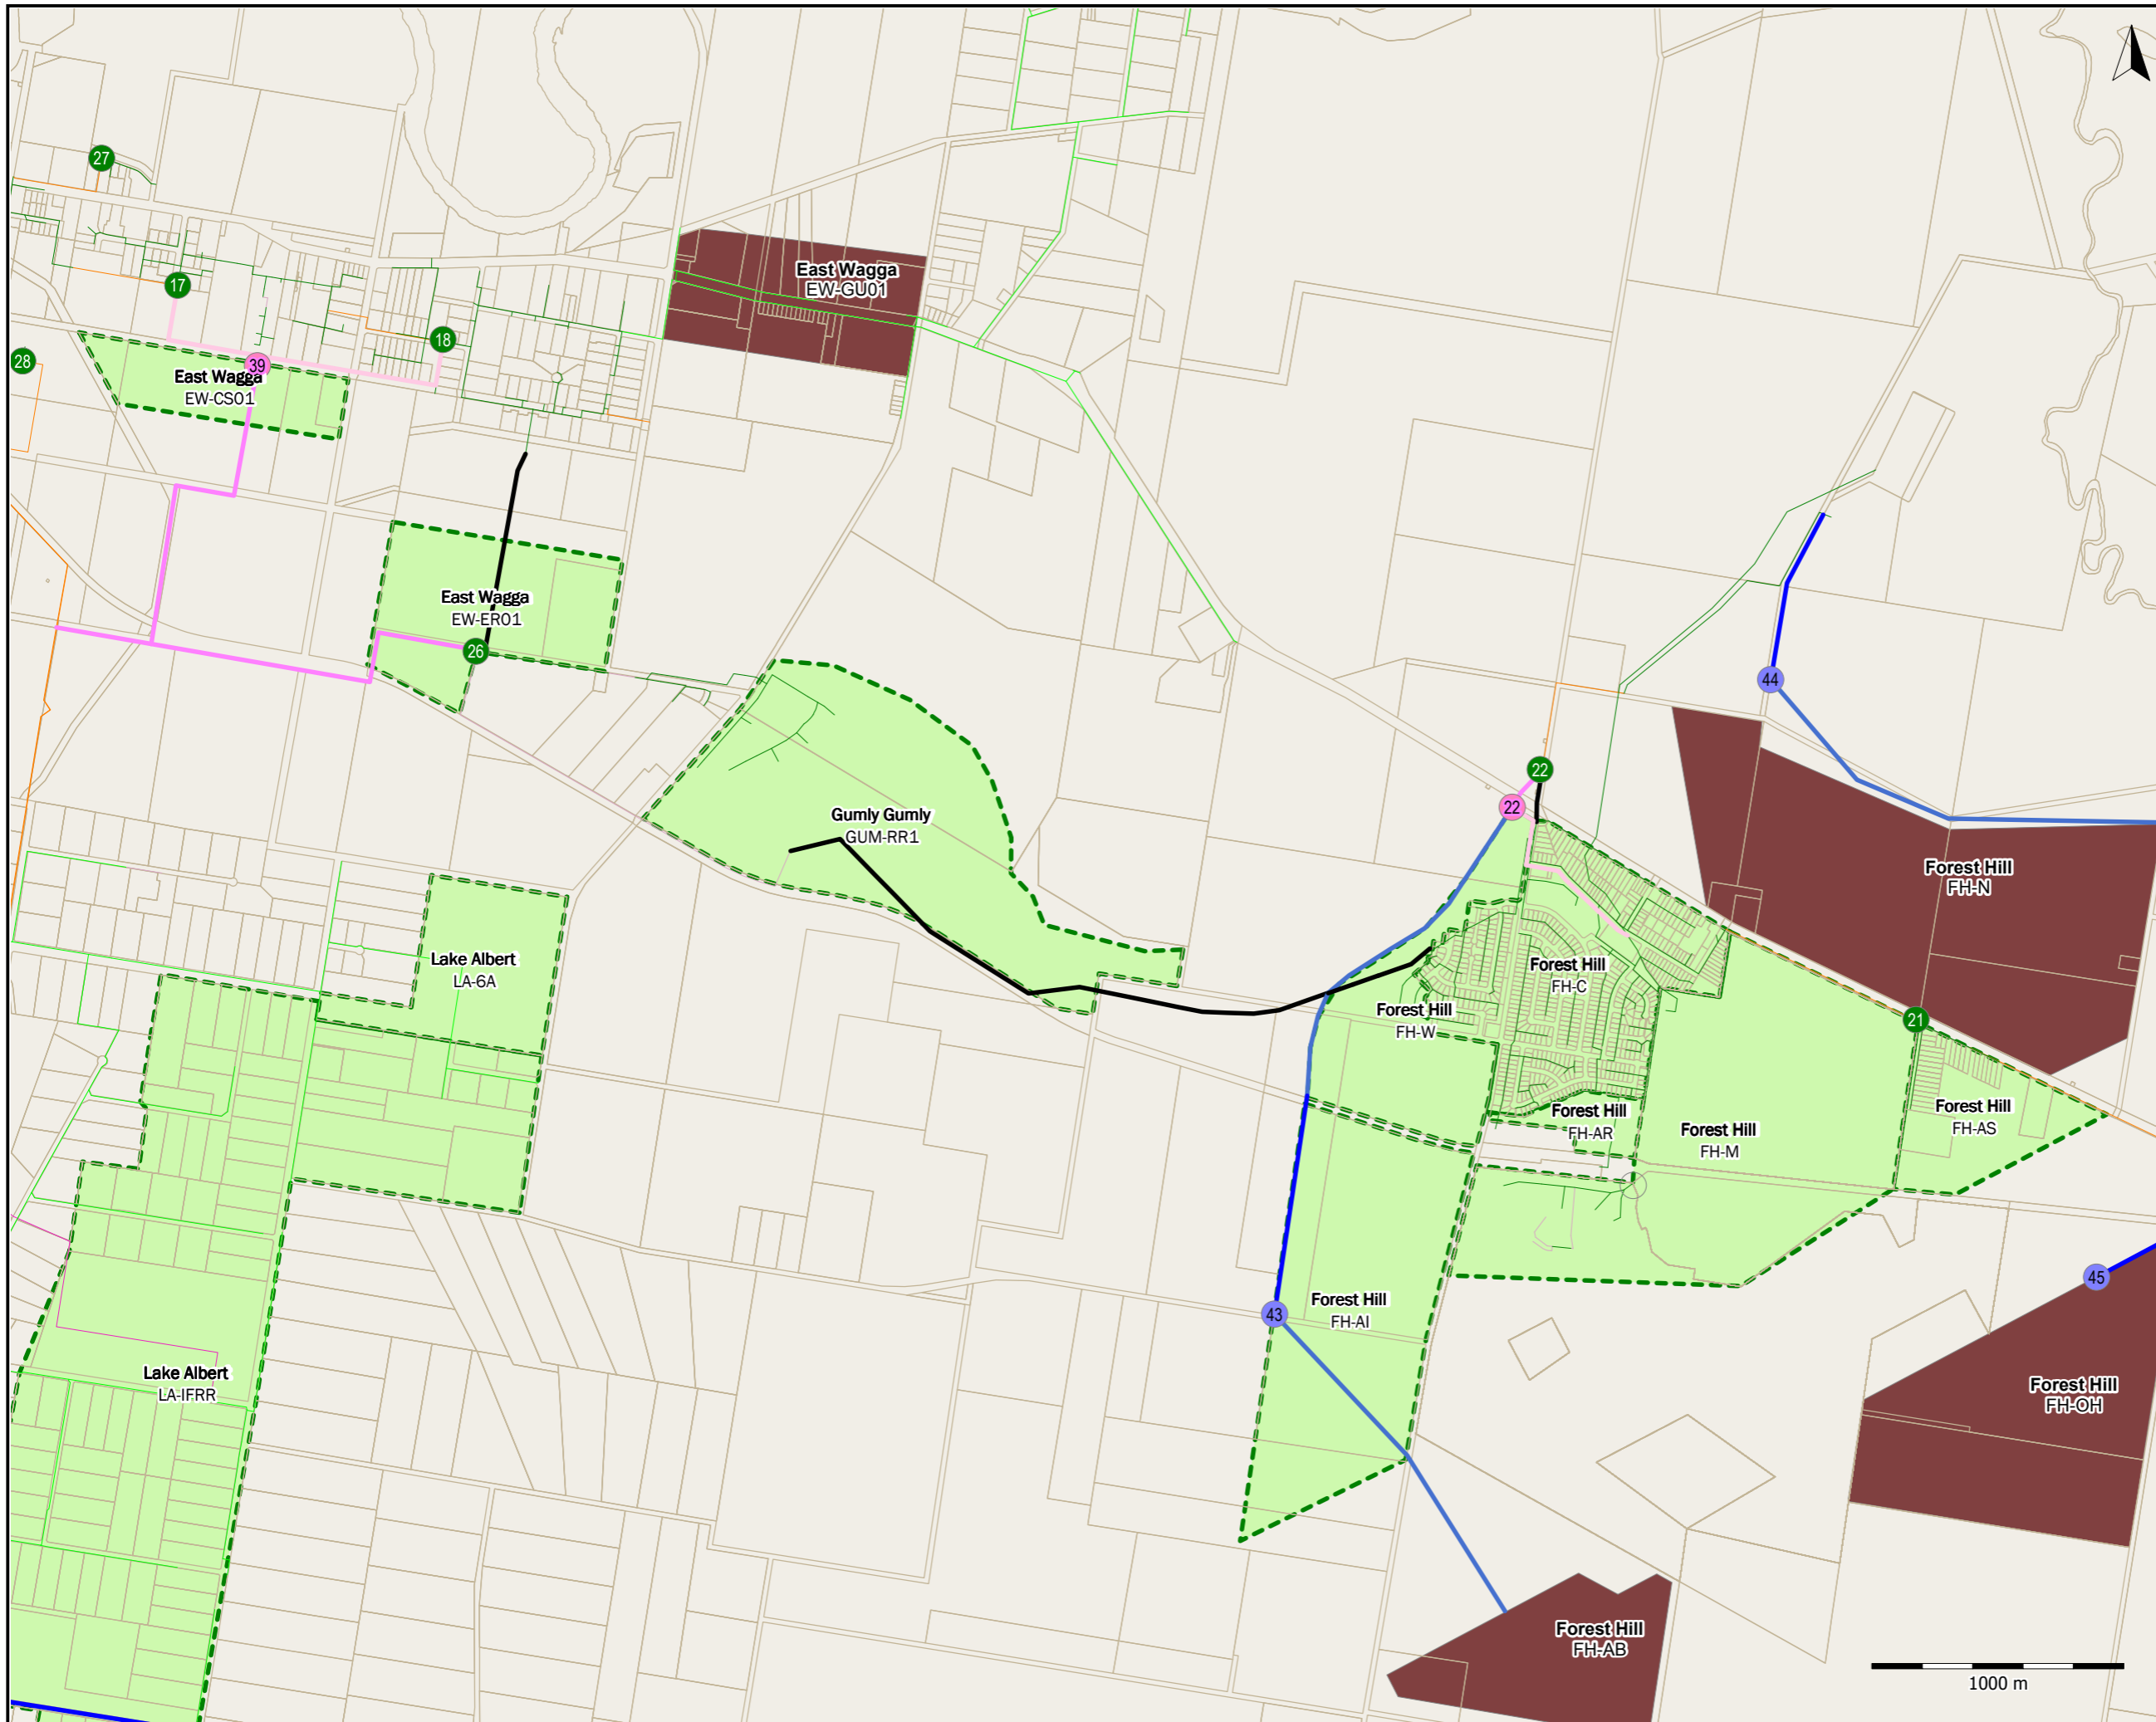 27
East Wagga
EW-GU01
17
18
28
39
East Wagga
EW-CS01
East Wagga
EW-ER01
26
44
22
22
Gumly Gumly
GUM-RR1
Forest Hill
FH-N
Lake Albert
LA-6A
Forest Hill
FH-C
Forest Hill
FH-W
21
Forest Hill
FH-AR
Forest Hill
FH-M
Forest Hill
FH-AS
45
43
Forest Hill
FH-AI
Lake Albert
LA-IFRR
Forest Hill
FH-OH
Forest Hill
FH-AB
1000 m